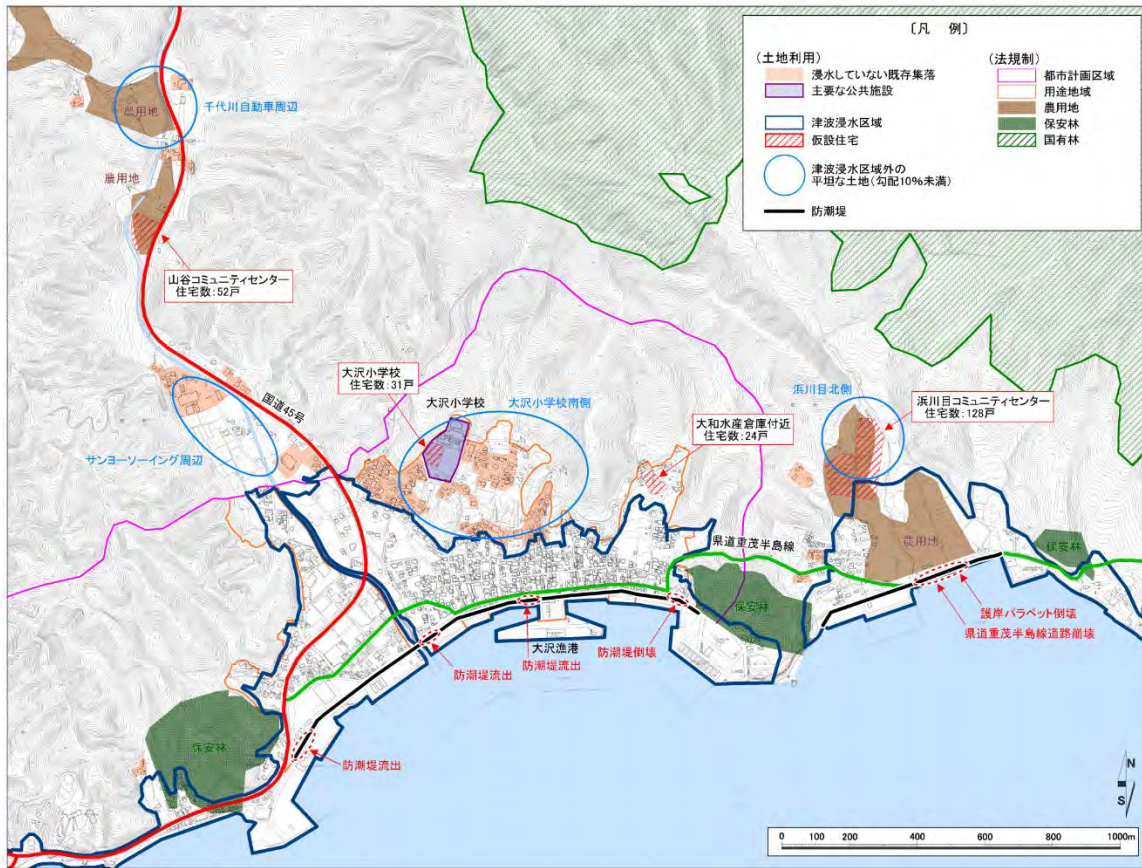 〔凡　例〕
（土地利用）
浸水していない既存集落
主要な公共施設
津波浸水区域
仮設住宅
津波浸水区域外の
平坦な土地（勾配10％未満）
防潮堤
（法規制）
都市計画区域
用途地域
農用地
保安林
国有林
農用地
千代川自動車周辺
農用地
山谷コミュニティセンター
住宅数：52戸
国道45号
サンヨーソーイング周辺
大沢小学校
住宅数：31戸
大沢小学校
大沢小学校南側
大和水産倉庫付近
住宅数：24戸
浜川目北側
浜川目コミュニティセンター
住宅数：128戸
県道重茂半島線
農用地
保安林
保安林
護岸パラペット倒壊
県道重茂半島線道路崩壊
大沢漁港
防潮堤倒壊
防潮堤流出
防潮堤流出
保安林
防潮堤流出
N
S
0 100 200 400 600 800 1000m